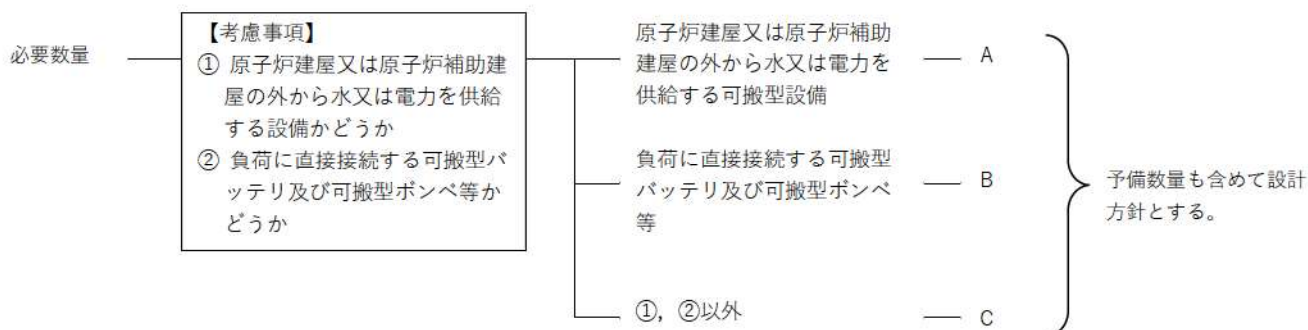 必要数量
【考慮事項】
① 原子炉建屋又は原子炉補助建
屋の外から水又は電力を供給
する設備かどうか
② 負荷に直接接続する可搬型バ
ッテリ及び可搬型ボンベ等か
どうか
原子炉建屋又は原子炉補助
建屋の外から水又は電力を
供給する可搬型設備
A
負荷に直接接続する可搬型
バッテリ及び可搬型ボンベ
等
B
①,②以外
C
予備数量も含めて設計
方針とする。